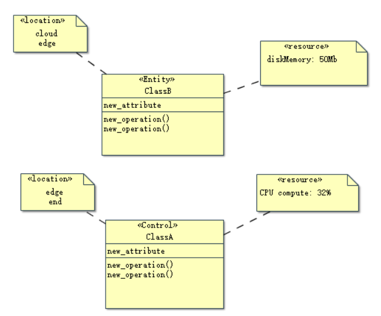 «location»
cloud
edge
«resource»
diskMemory: 50Mb
«Entity»
ClassB
new_attribute
new_operation()
new_operation()
«location»
edge
end
«resource»
CPU compute: 32%
«Control»
ClassA
new_attribute
new_operation()
new_operation()